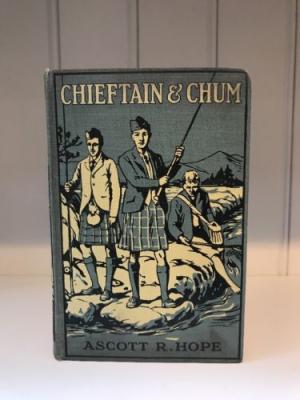 CHIEFTAIN & CHUM
ASCOTT R. HOPE